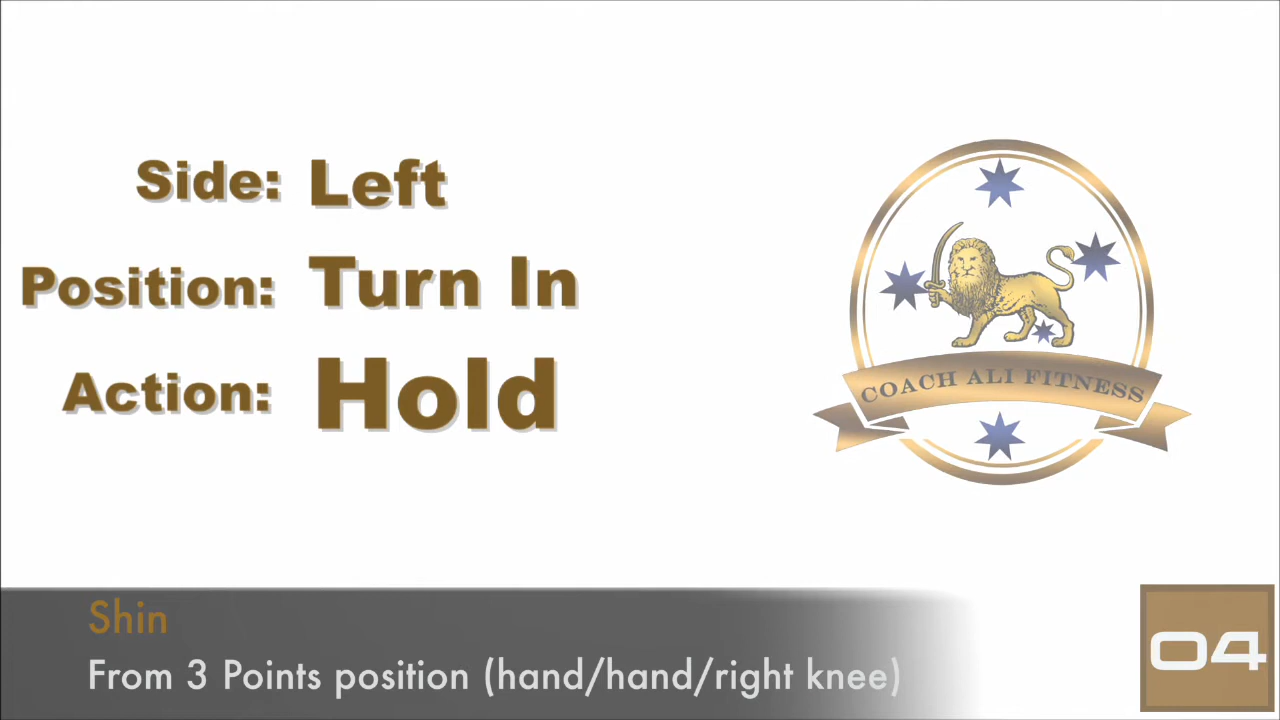 Side: Left
Position: Turn In
Action: Hold
COACH ALI FITNESS
Shin
From 3 Points position (hand/hand/right knee)
04